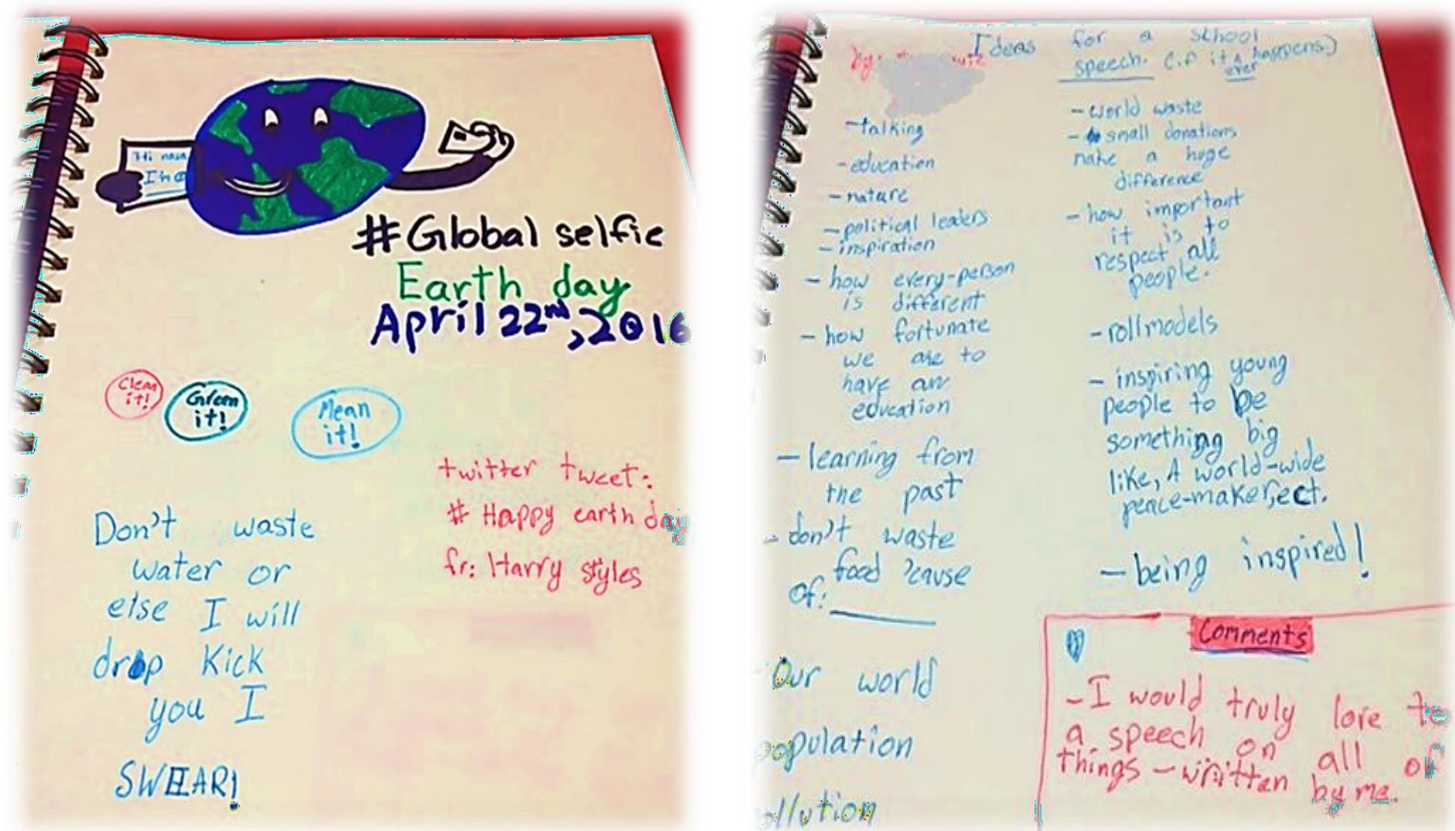 Hi nasa
I
#Global selfie
Earth day
April 22nd, 2016
Clean
it!
Green
it!
Mean
it!
twitter tweet:
# Happy earth day
fr: Harry styles
Don't waste
water or
else I will
drop kick
you I
SWEAR!
Ideas for a school
speech. (if it ever happens)
by:
-talking
-education
-nature
-political leaders
-inspiration
- how every-person
is different
- how fortunate
we are to
have an
education
- learning from
the past
- don't waste
food 'cause
of:
Our world
population
pollution
-world waste
- small donations
make a huge
difference
- how important
it is to
respect all
people.
-rollmodels
- inspiring young
people to be
something big
like, A world-wide
peace-maker,ect.
- being inspired!
Comments
-I would truly love to
a speech on all of
things -written by me.